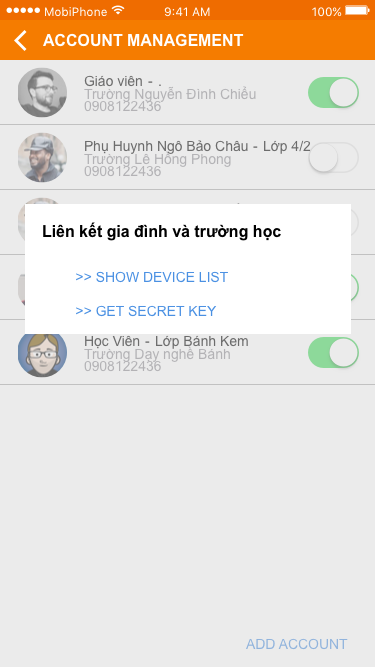 MobiPhone 9:41 AM 100%
ACCOUNT MANAGEMENT
Giáo viên - .
Trường Nguyễn Đình Chiểu
0908122436
Phụ Huynh Ngô Bảo Châu - Lớp 4/2
Trường Lê Hồng Phong
0908122436
Liên kết gia đình và trường học
>> SHOW DEVICE LIST
>> GET SECRET KEY
Học Viên - Lớp Bánh Kem
Trường Dạy nghề Bánh
0908122436
ADD ACCOUNT